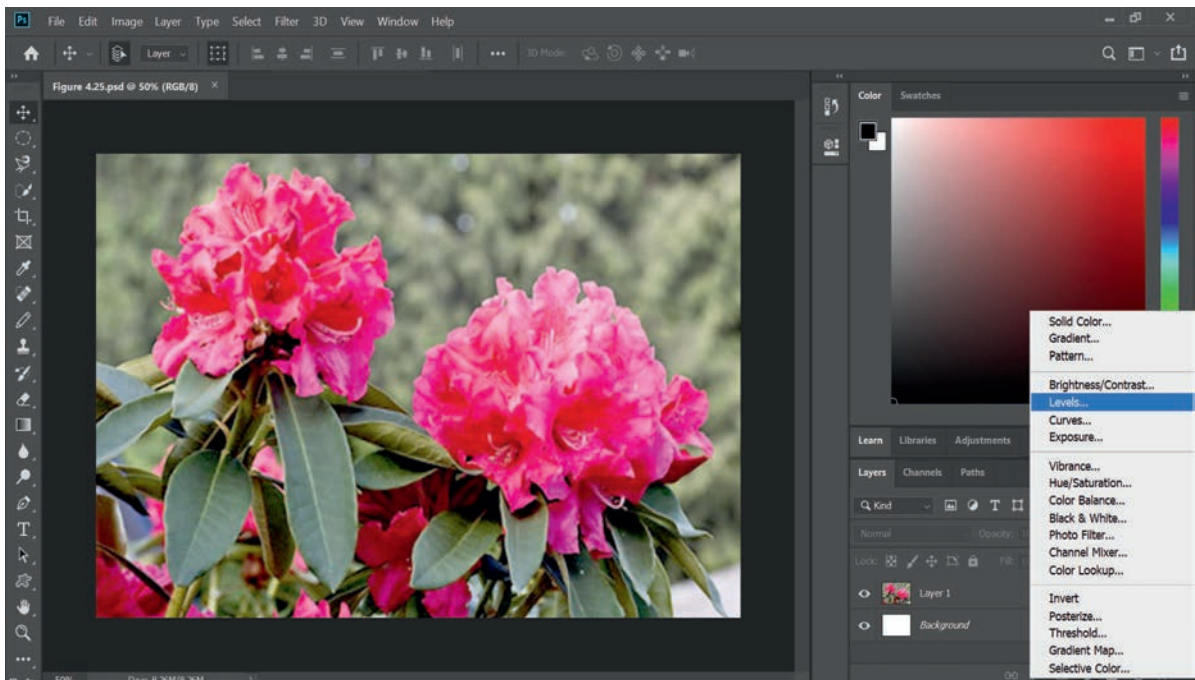 Ps File Edit Image Layer Type Select Filter 3D View Window Help
Layer 3D Mode:
Figure 4.25.psd @ 50% (RGB/8) ×
Color Swatches
Solid Color...
Gradient...
Pattern...
Brightness/Contrast...
Levels...
Curves...
Exposure...
Vibrance...
Hue/Saturation...
Color Balance...
Black & White...
Photo Filter...
Channel Mixer...
Color Lookup...
Invert
Posterize...
Threshold...
Gradient Map...
Selective Color...
Learn Libraries Adjustments
Layers Channels Paths
Kind
Normal Opacity:
Lock: Fill:
Layer 1
Background
50%